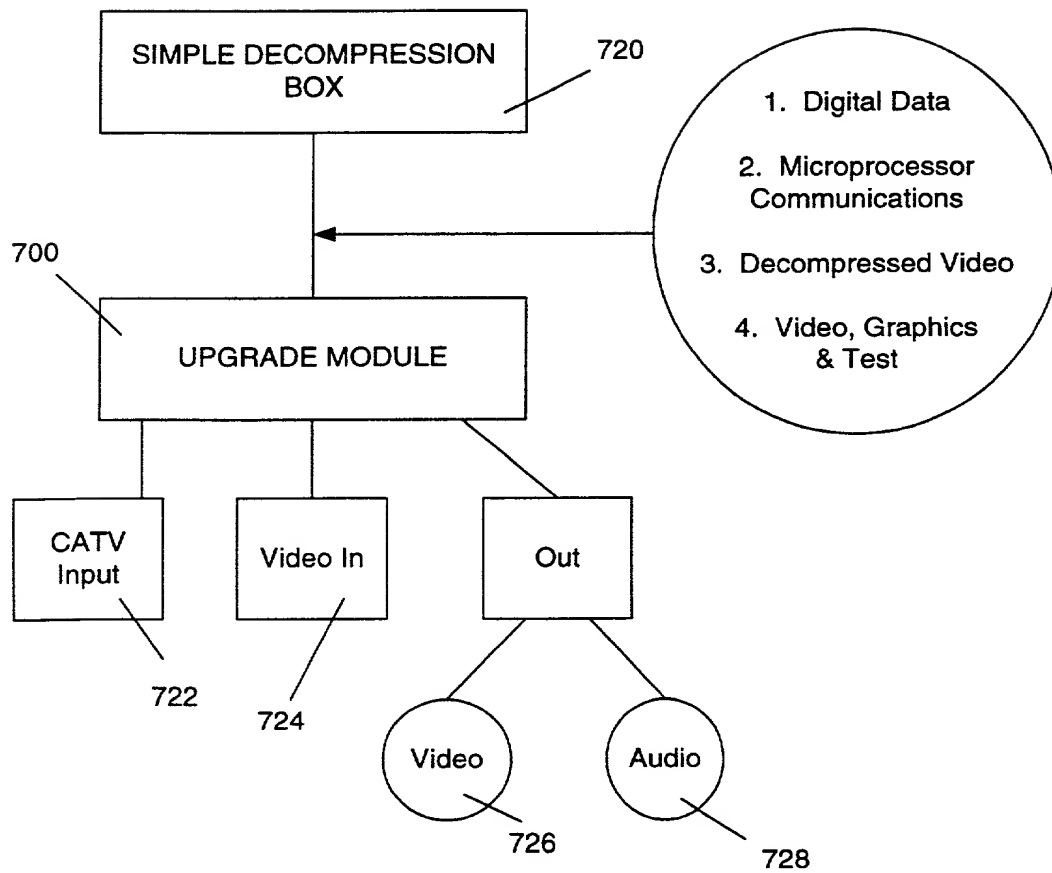 SIMPLE DECOMPRESSION
BOX
720
1. Digital Data
2. Microprocessor
Communications
3. Decompressed Video
4. Video, Graphics
& Test
700
UPGRADE MODULE
CATV
Input
Video In
Out
722
724
Video
Audio
726
728